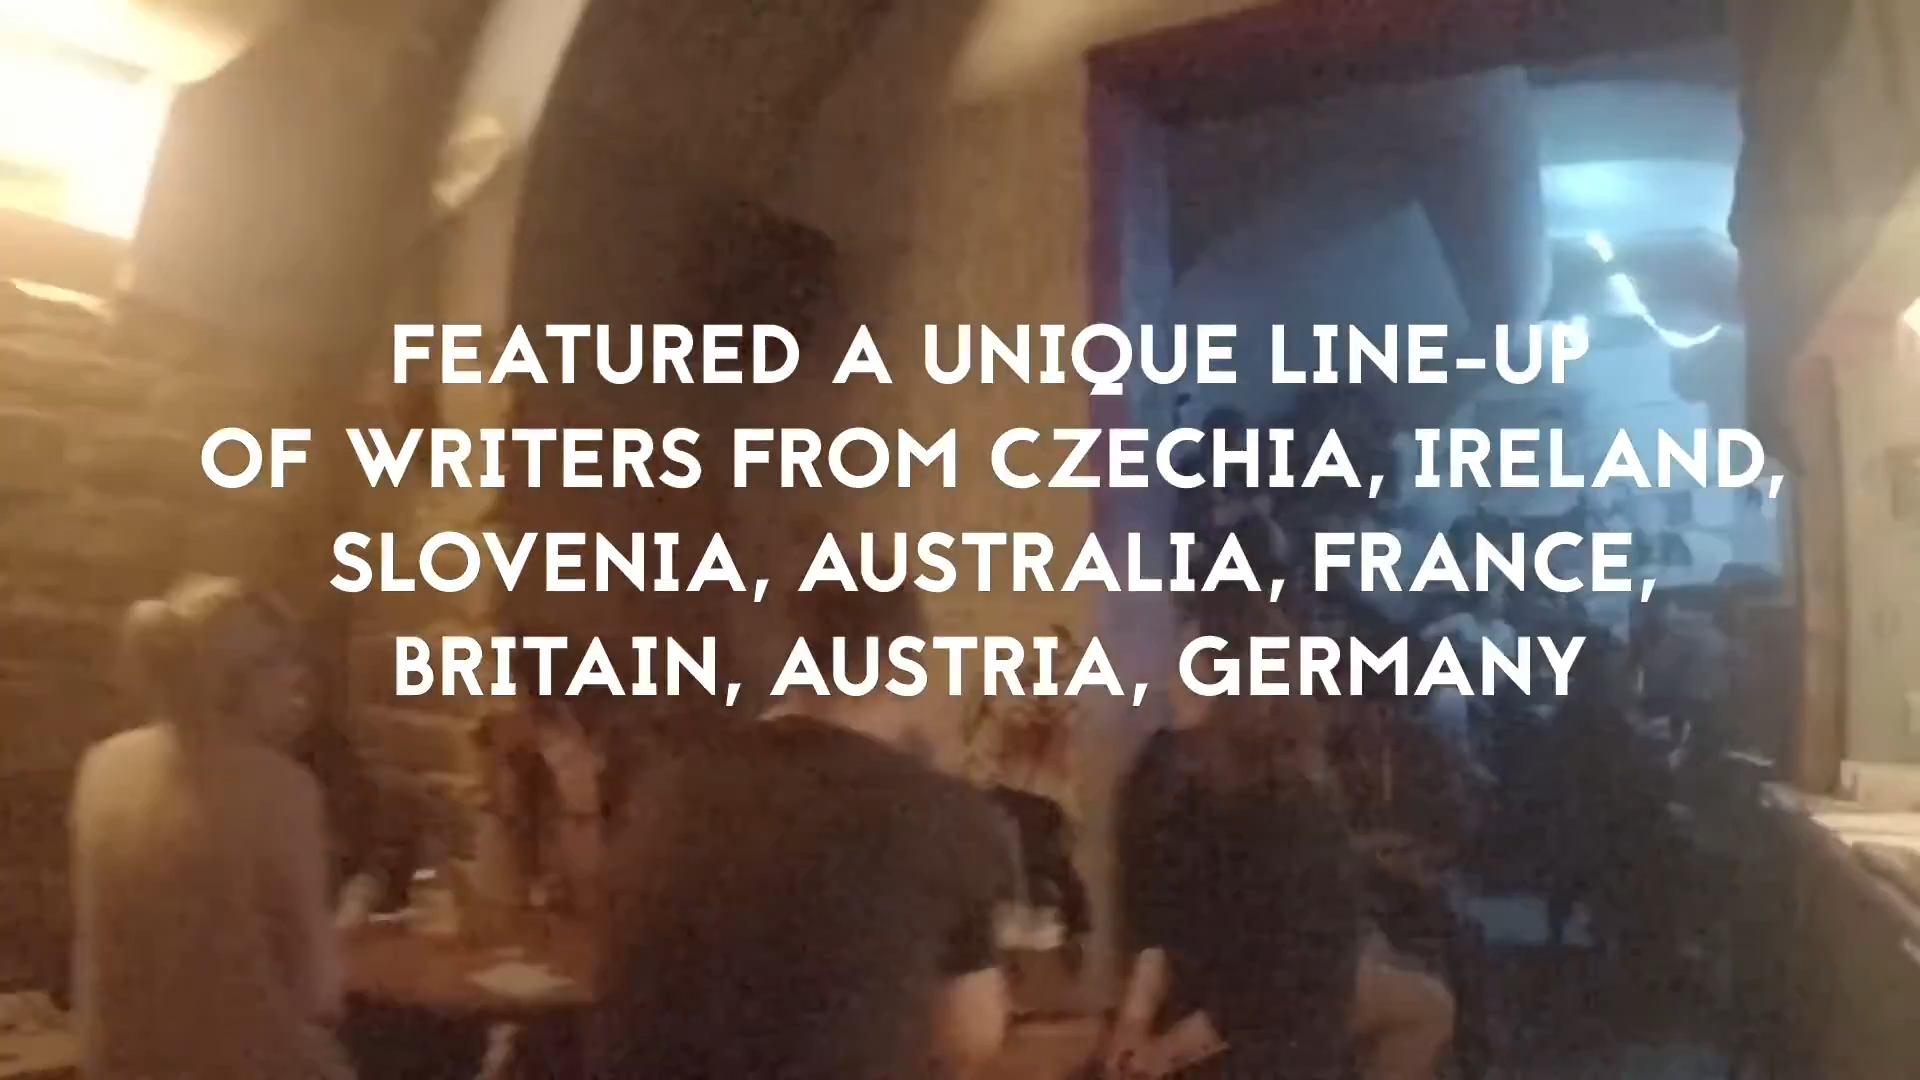 FEATURED A UNIQUE LINE-UP
OF WRITERS FROM CZECHIA, IRELAND,
SLOVENIA, AUSTRALIA, FRANCE,
BRITAIN, AUSTRIA, GERMANY